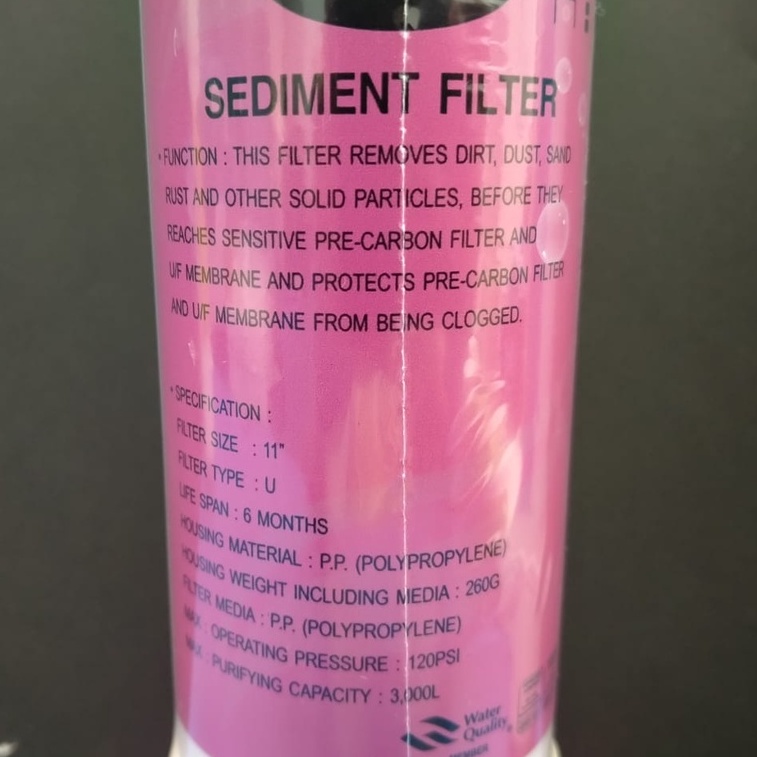 SEDIMENT FILTER
• FUNCTION : THIS FILTER REMOVES DIRT, DUST, SAND
RUST AND OTHER SOLID PARTICLES, BEFORE THEY
REACHES SENSITIVE PRE-CARBON FILTER AND
U/F MEMBRANE AND PROTECTS PRE-CARBON FILTER
AND U/F MEMBRANE FROM BEING CLOGGED.
• SPECIFICATION :
FILTER SIZE : 11"
FILTER TYPE : U
LIFE SPAN : 6 MONTHS
HOUSING MATERIAL : P.P. (POLYPROPYLENE)
HOUSING WEIGHT INCLUDING MEDIA : 260G
FILTER MEDIA : P.P. (POLYPROPYLENE)
MAX . OPERATING PRESSURE : 120PSI
MAX . PURIFYING CAPACITY : 3,000L
Water
Quality®
MEMBER